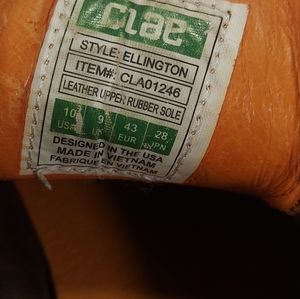 Clae
STYLE: ELLINGTON
ITEM#: CLA01246
LEATHER UPPER RUBBER SOLE
10 9 43 28
US UK EUR JPN
DESIGNED IN THE USA
MADE IN VIETNAM
FABRIQUE EN VIETNAM